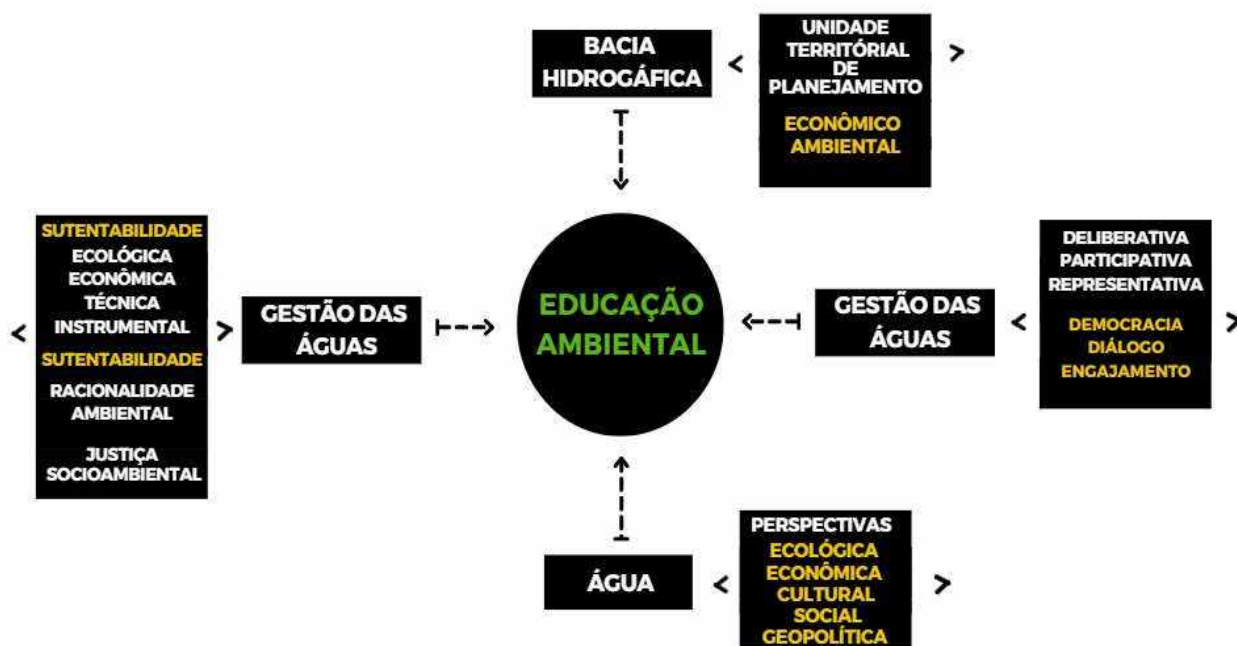 BACIA
HIDROGÁFICA
UNIDADE
TERRITÓRIAL
DE
PLANEJAMENTO
ECONÔMICO
AMBIENTAL
SUTENTABILIDADE
ECOLÓGICA
ECONÔMICA
TÉCNICA
INSTRUMENTAL
SUTENTABILIDADE
RACIONALIDADE
AMBIENTAL
JUSTIÇA
SOCIOAMBIENTAL
GESTÃO DAS
ÁGUAS
EDUCAÇÃO
AMBIENTAL
GESTÃO DAS
ÁGUAS
DELIBERATIVA
PARTICIPATIVA
REPRESENTATIVA
DEMOCRACIA
DIÁLOGO
ENGAJAMENTO
ÁGUA
PERSPECTIVAS
ECOLÓGICA
ECONÔMICA
CULTURAL
SOCIAL
GEOPOLÍTICA